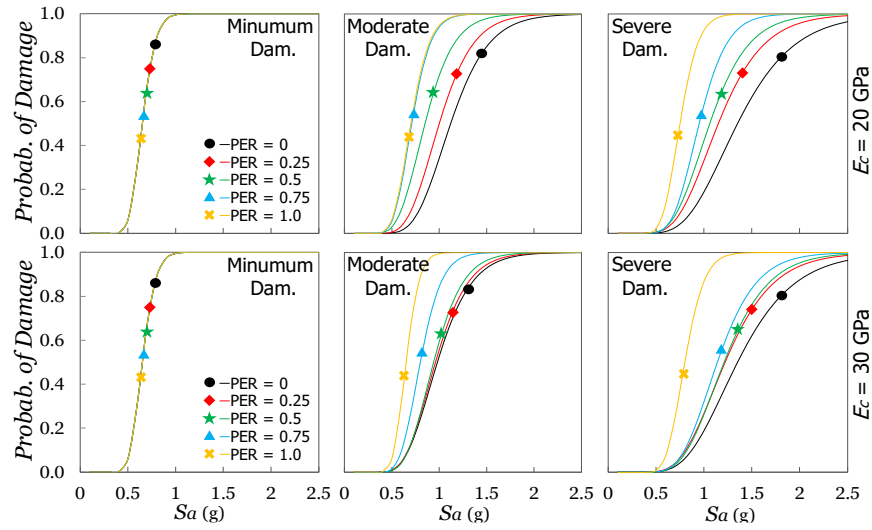 Probab. of Damage
1.0
0.8
0.6
0.4
0.2
0.0
Minumum
Dam.
PER = 0
PER = 0.25
PER = 0.5
PER = 0.75
PER = 1.0
Moderate
Dam.
Severe
Dam.
Ec = 20 GPa
Probab. of Damage
1.0
0.8
0.6
0.4
0.2
0.0
Minumum
Dam.
PER = 0
PER = 0.25
PER = 0.5
PER = 0.75
PER = 1.0
Moderate
Dam.
Severe
Dam.
Ec = 30 GPa
0 0.5 1 1.5 2 2.5
Sa (g)
0 0.5 1 1.5 2 2.5
Sa (g)
0 0.5 1 1.5 2 2.5
Sa (g)